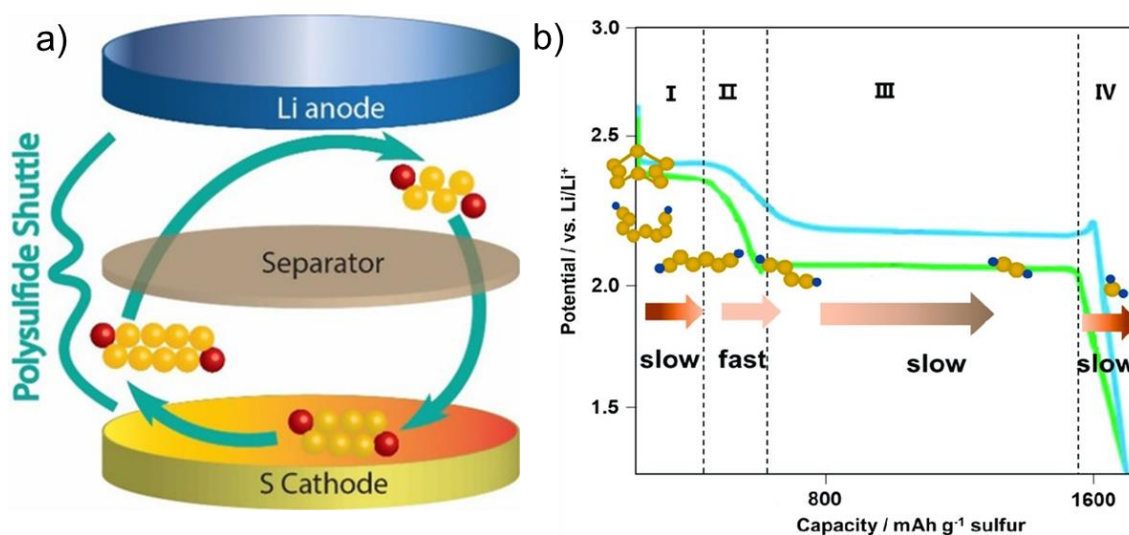 a)
Li anode
Polysulfide Shuttle
Separator
S Cathode
b)
3.0
2.5
2.0
1.5
Potential / vs. Li/Li⁺
I
II
III
IV
slow
fast
slow
slow
800
1600
Capacity / mAh g⁻¹ sulfur